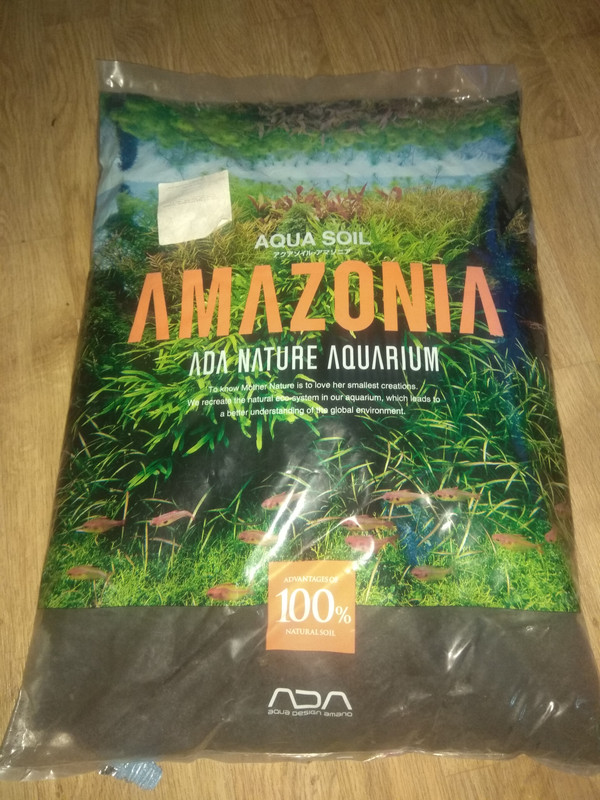 AQUA SOIL
アクアソイル-アマゾニア
AMAZONIA
ADA NATURE AQUARIUM
To know Mother Nature is to love her smallest creations.
We recreate the natural eco-system in our aquarium, which leads to
a better understanding of the global environment.
ADVANTAGES OF
100%
NATURAL SOIL
ADA
aqua design amano